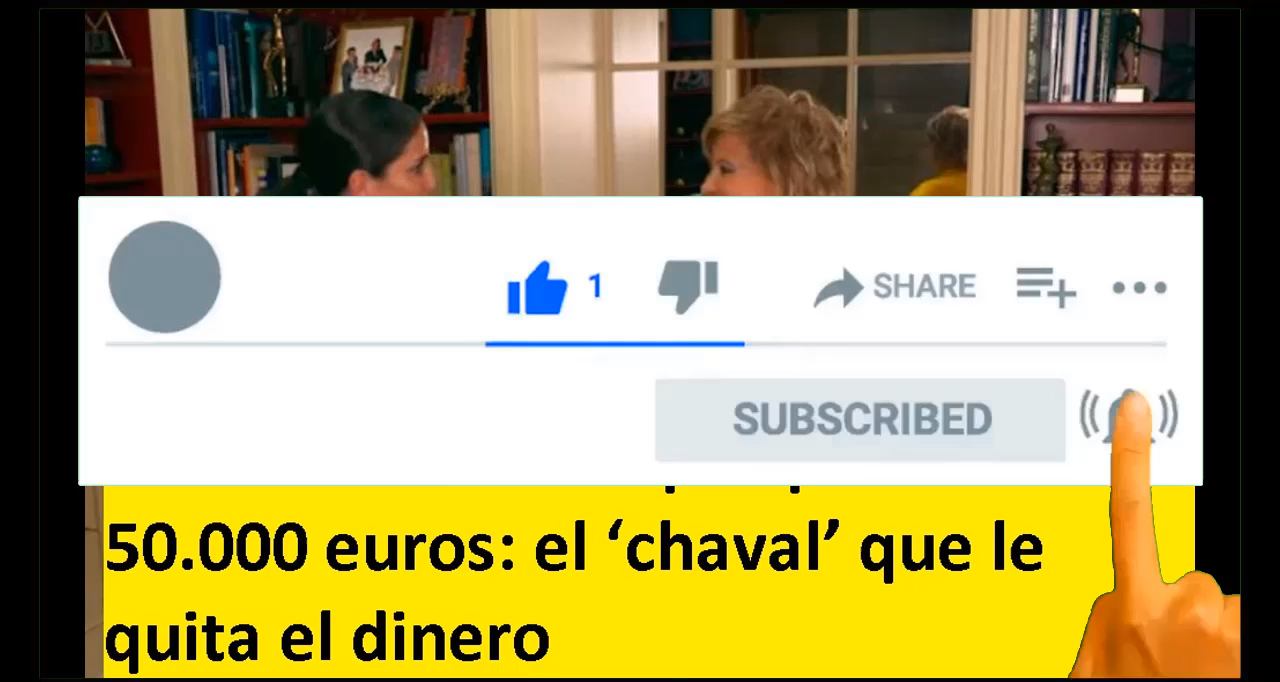 1
SHARE
SUBSCRIBED
50.000 euros: el ‘chaval’ que le
quita el dinero